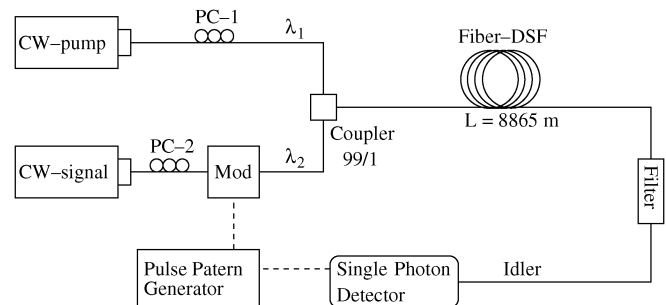 PC–1
CW–pump
λ1
Fiber–DSF
L = 8865 m
Coupler
99/1
PC–2
CW–signal
Mod
λ2
Filter
Pulse Patern
Generator
Single Photon
Detector
Idler